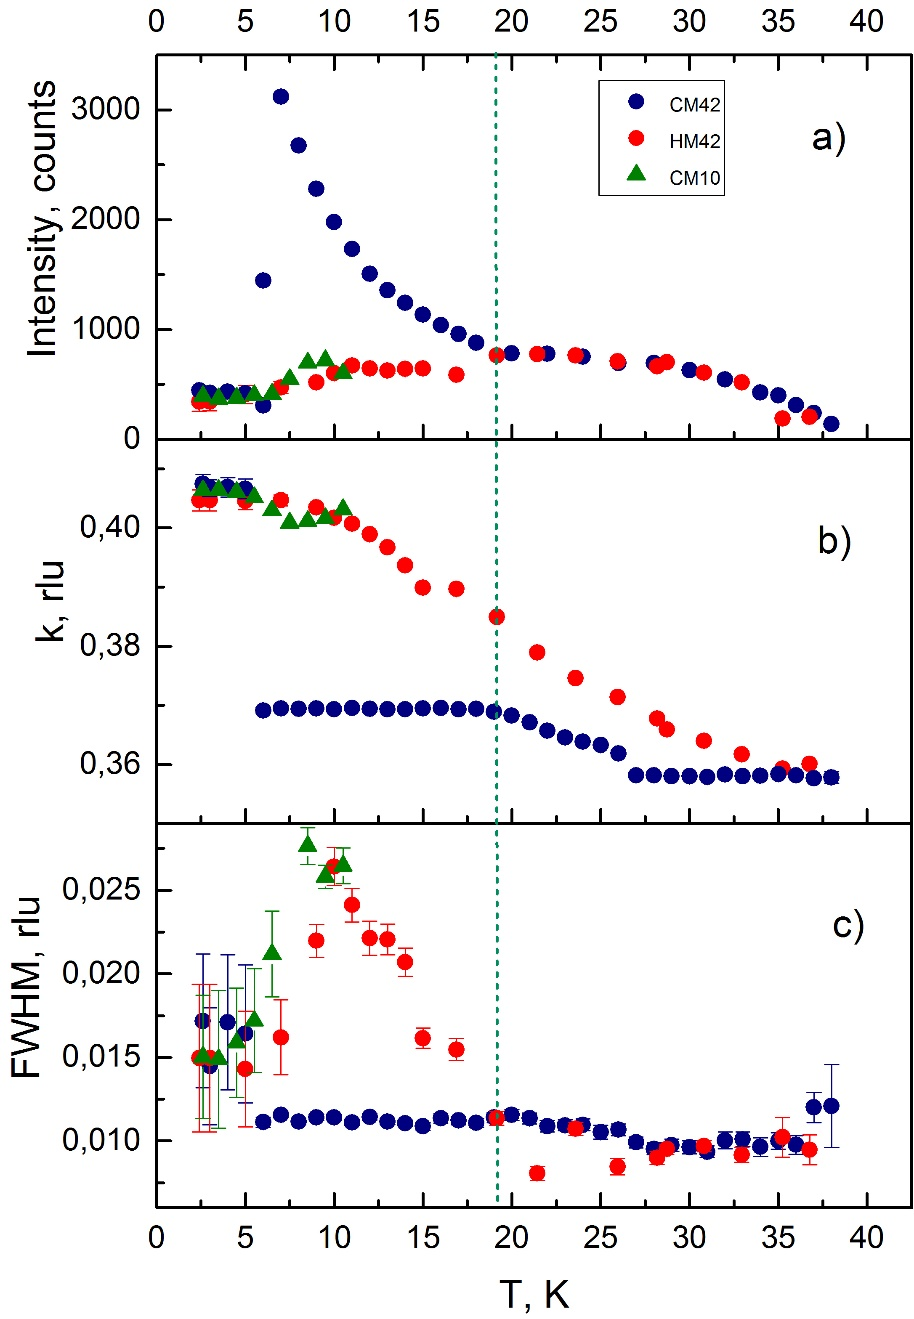 0 5 10 15 20 25 30 35 40
3000
2000
1000
0
Intensity, counts
CM42
HM42
CM10
a)
0,40
0,38
0,36
k, rlu
b)
0,025
0,020
0,015
0,010
FWHM, rlu
c)
0 5 10 15 20 25 30 35 40
T, K